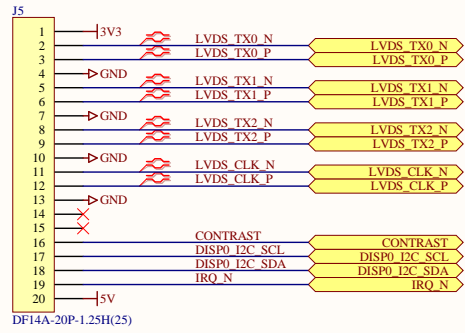 J5
1 3V3
2 LVDS_TX0_N LVDS_TX0_N
3 LVDS_TX0_P LVDS_TX0_P
4 GND
5 LVDS_TX1_N LVDS_TX1_N
6 LVDS_TX1_P LVDS_TX1_P
7 GND
8 LVDS_TX2_N LVDS_TX2_N
9 LVDS_TX2_P LVDS_TX2_P
10 GND
11 LVDS_CLK_N LVDS_CLK_N
12 LVDS_CLK_P LVDS_CLK_P
13 GND
14
15
16 CONTRAST CONTRAST
17 DISP0_I2C_SCL DISP0_I2C_SCL
18 DISP0_I2C_SDA DISP0_I2C_SDA
19 IRQ_N IRQ_N
20 5V
DF14A-20P-1.25H(25)